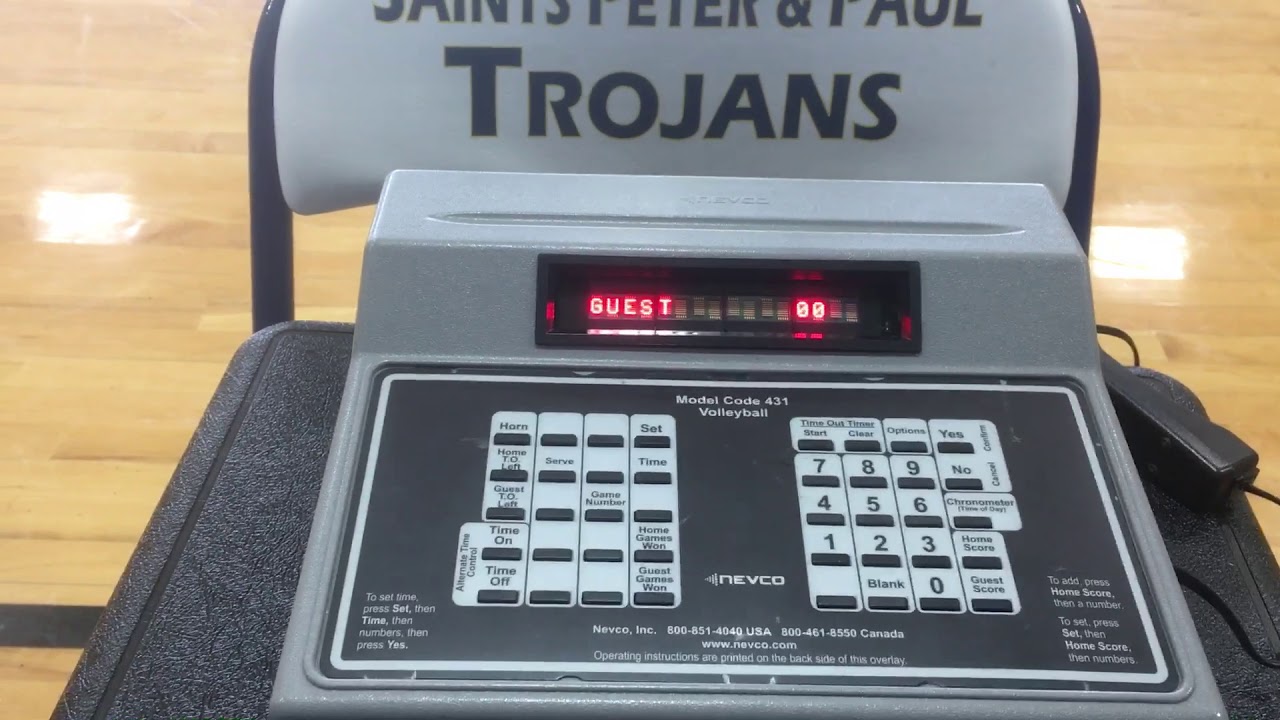 SAINTS PETER & PAUL
TROJANS
NEVCO
GUEST 00
Model Code 431
Volleyball
Horn
Set
Home
T.O.
Left
Serve
Time
Guest
T.O.
Left
Game
Number
Alternate Time
Control
Time
On
Home
Games
Won
Time
Off
Guest
Games
Won
Time Out Timer
Start Clear
Options
Yes
Confirm
7 8 9
No
Cancel
4 5 6
Chronometer
(Time of Day)
1 2 3
Home
Score
Blank
0
Guest
Score
NEVCO
To set time,
press Set, then
Time, then
numbers, then
press Yes.
To add, press
Home Score,
then a number.
To set, press
Set, then
Home Score,
then numbers.
Nevco, Inc. 800-851-4040 USA 800-461-8550 Canada
www.nevco.com
Operating instructions are printed on the back side of this overlay.